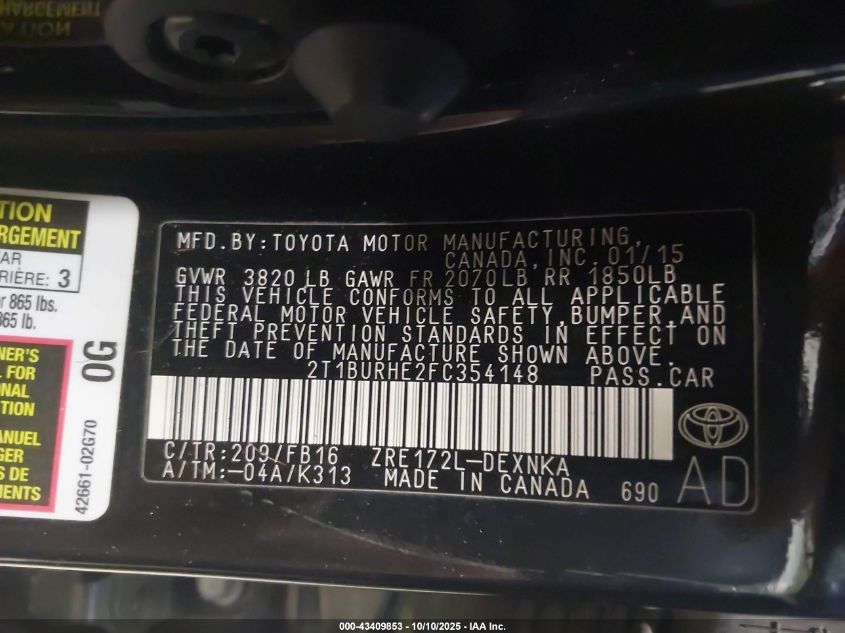 CHARGEMENT
TION
RGEMENT
AR
RIÈRE: 3
r 865 lbs.
865 lb.
NER'S
L FOR
ONAL
ON
ANUEL
GER
DE
EMENTS
0G
42661-02G70
MFD.BY:TOYOTA MOTOR MANUFACTURING,
CANADA,INC.01/15
GVWR 3820 LB GAWR FR 2070LB RR 1850LB
THIS VEHICLE CONFORMS TO ALL APPLICABLE
FEDERAL MOTOR VEHICLE SAFETY,BUMPER,AND
THEFT PREVENTION STANDARDS IN EFFECT ON
THE DATE OF MANUFACTURE SHOWN ABOVE.
2T1BURHE2FC354148 PASS.CAR
C/TR:209/FB16 ZRE172L-DEXNKA
A/TM:-04A/K313 MADE IN CANADA 690 AD
000-43409853 - 10/10/2025 - IAA Inc.